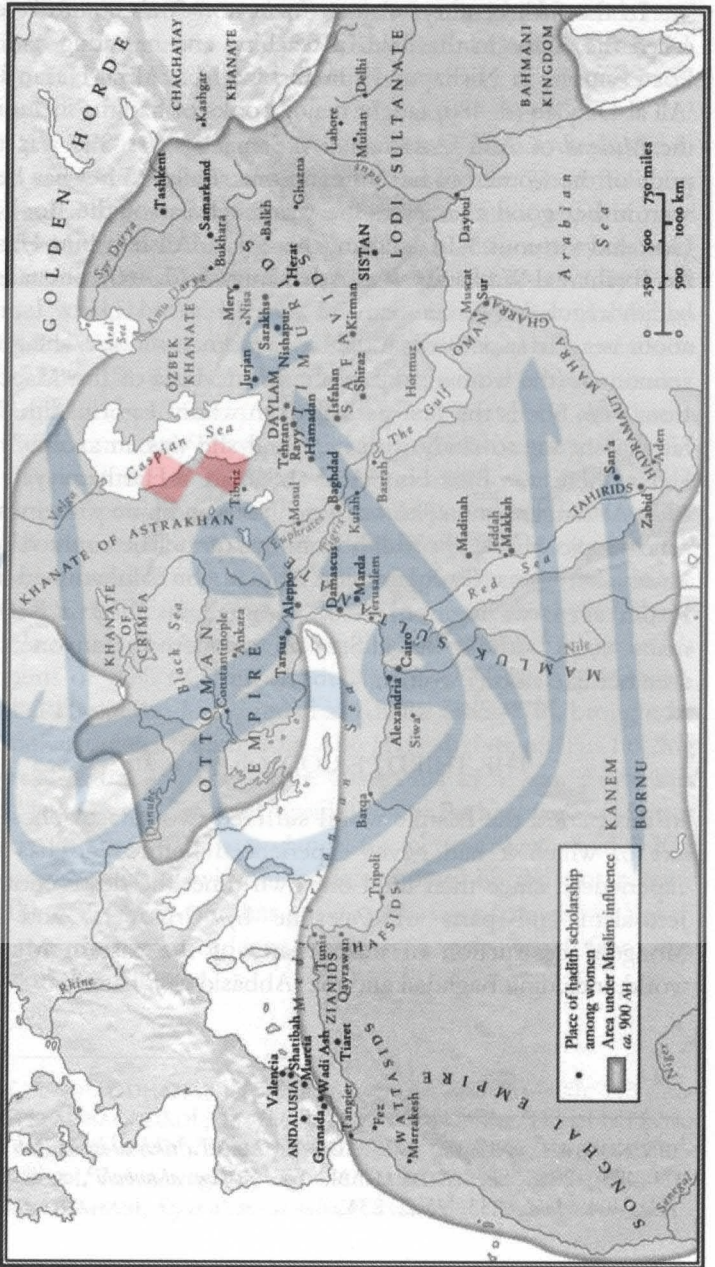 GOLDEN HORDE
CHAGHATAY
KHANATE
Kashgar
Tashkent
Syr Darya
Aral
Sea
Amu Darya
Samarkand
Bukhara
Balkh
Ghazna
Lahore
Multan
Delhi
Indus
LODI SULTANATE
BAHMANI
KINGDOM
ÖZBEK
KHANATE
Merv
Nisa
Sarakhs
Herat
Nishapur
TIMURIDS
SISTAN
Daybul
Jurjan
DAYLAM
Tehran
Rayy
Hamadan
Isfahan
SAFAVIDS
Kirman
Shiraz
Hormuz
Muscat
Sur
OMAN
GHARRAH
MAHRA
HADRAMAUT
Arabian
Sea
The Gulf
Caspian Sea
Volga
KHANATE OF ASTRAKHAN
Tibriz
Mosul
Baghdad
Euphrates
Tigris
Kufah
Basrah
KHANATE
OF
CRIMEA
Black Sea
OTTOMAN
EMPIRE
Constantinople
Ankara
Danube
Tarsus
Aleppo
Damascus
Marda
Jerusalem
Cairo
Alexandria
Siwa
MAMLUK
Nile
Red Sea
Madinah
Jeddah
Makkah
San'a
TAHIRIDS
Zabid
Aden
Barqa
Tripoli
HAFSIDS
Tunis
Qayrawan
ZIANIDS
Tiaret
Rhine
Valencia
Shatibah
Murcia
ANDALUSIA
Wadi Ash
Granada
Tangier
Fez
WATTASIDS
Marrakesh
SONGHAI EMPIRE
Senegal
Niger
KANEM
BORNU
Place of hadith scholarship
among women
Area under Muslim influence
ca. 900 AH
0 250 500 750 miles
0 500 1000 km